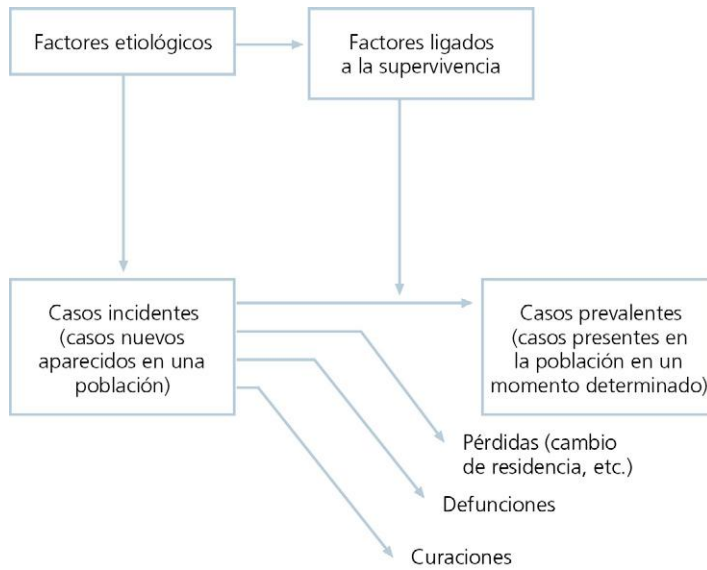 Factores etiológicos
Factores ligados
a la supervivencia
Casos incidentes
(casos nuevos
aparecidos en una
población)
Casos prevalentes
(casos presentes en
la población en un
momento determinado)
Pérdidas (cambio
de residencia, etc.)
Defunciones
Curaciones